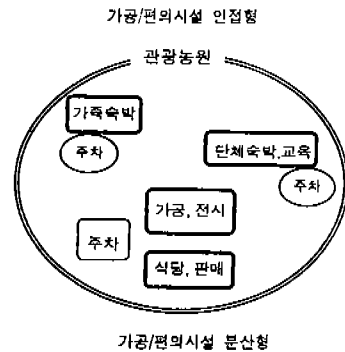 가공/편의시설 인접형
관광농원
가족숙박
주차
단체숙박,교육
주차
가공, 전시
주차
식당, 판매
가공/편의시설 분산형